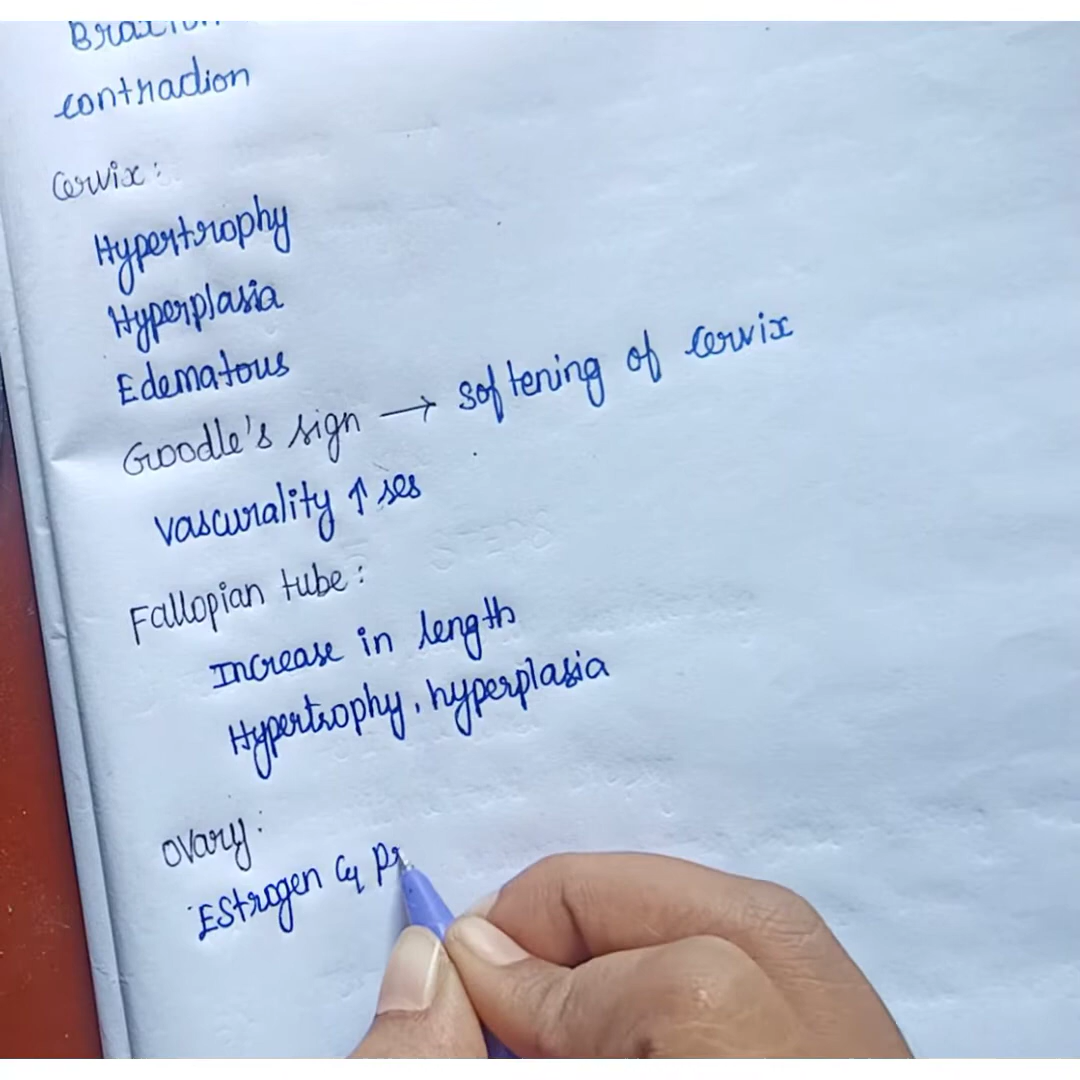 contraction
Cervix:
Hypertrophy
Hyperplasia
Edematous
Goodle's sign → softening of cervix
vascurality ↑ ses
Fallopian tube:
Increase in length
Hypertrophy, hyperplasia
Ovary:
Estrogen & pr